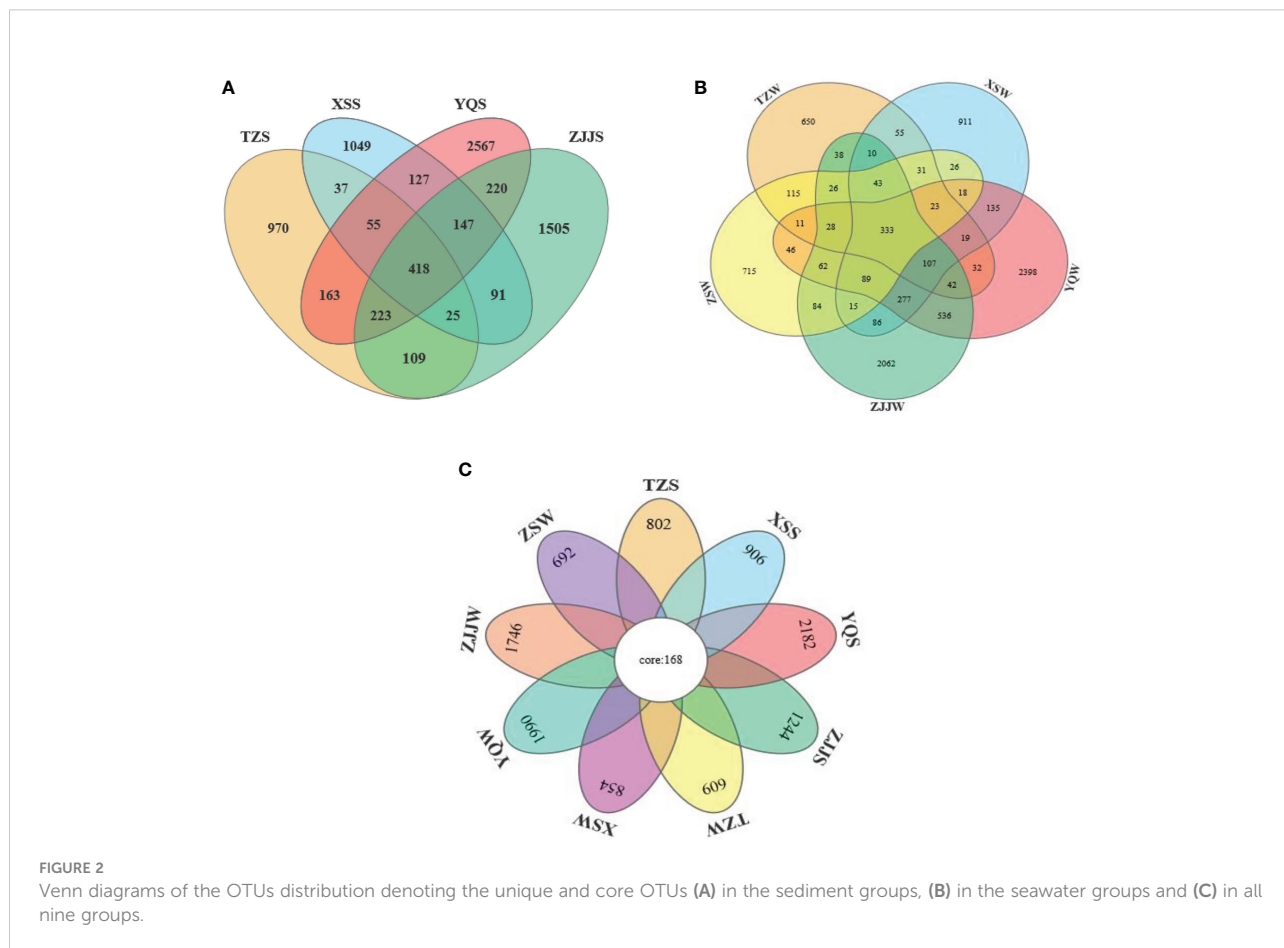 A
TZS
XSS
YQS
ZJJS
1049
2567
37
127
220
970
55
147
1505
418
163
91
223
25
109
B
TZW
XSW
650
55
911
38
10
31
26
26
43
18
115
23
135
11
28
333
19
46
107
32
2398
715
62
89
42
ZSW
YQW
84
15
277
536
86
2062
ZJJW
C
TZS
ZSW
XSS
802
692
906
ZJJW
1746
2182
YQS
core:168
YQW
1990
1244
ZJJS
XSW
854
609
TZW
FIGURE 2
Venn diagrams of the OTUs distribution denoting the unique and core OTUs (A) in the sediment groups, (B) in the seawater groups and (C) in all
nine groups.